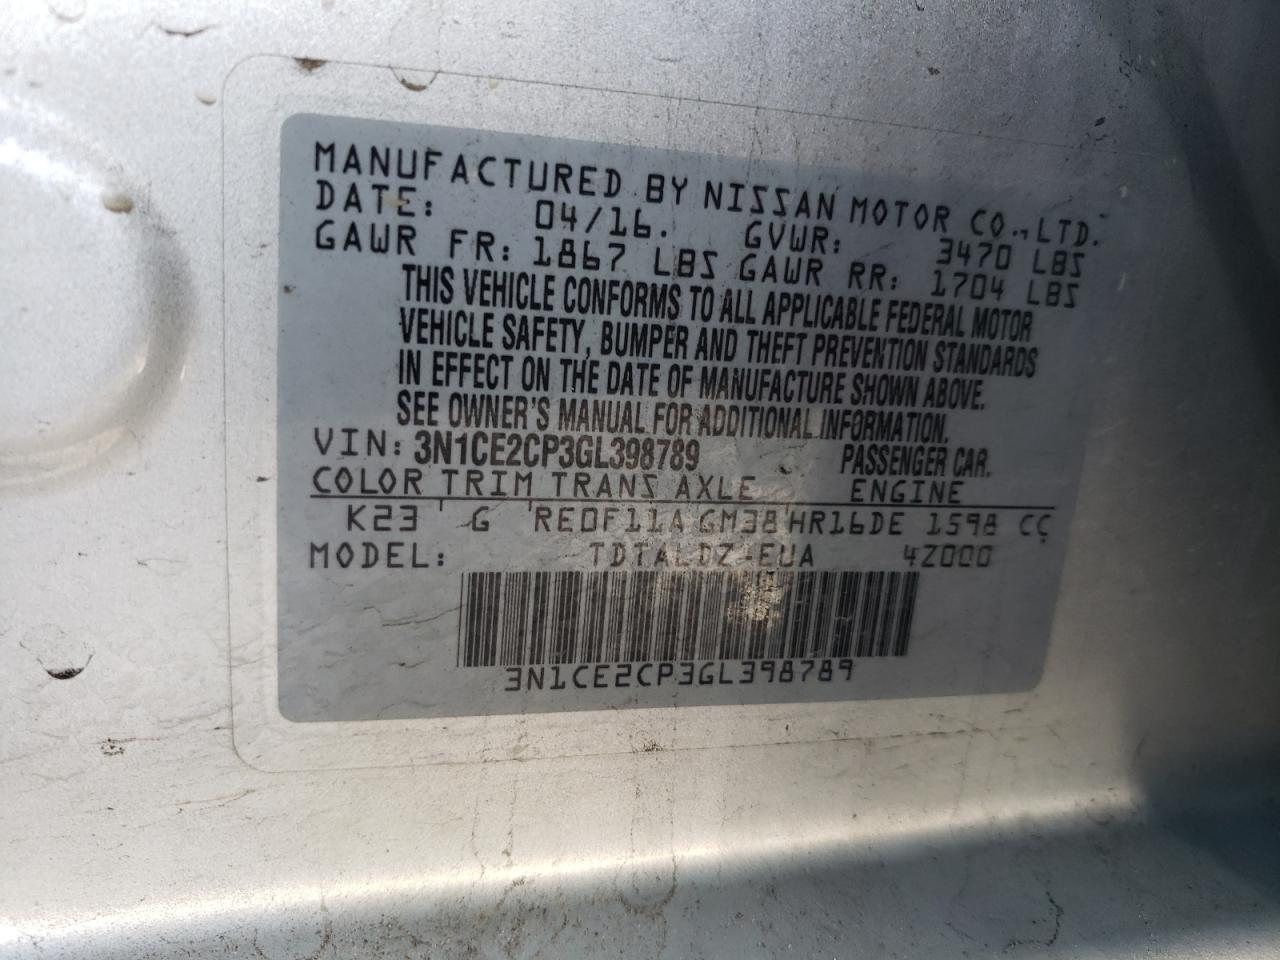 MANUFACTURED BY NISSAN MOTOR CO.,LTD.
DATE: 04/16. GVWR: 3470 LBS
GAWR FR: 1867 LBS GAWR RR: 1704 LBS
THIS VEHICLE CONFORMS TO ALL APPLICABLE FEDERAL MOTOR
VEHICLE SAFETY, BUMPER AND THEFT PREVENTION STANDARDS
IN EFFECT ON THE DATE OF MANUFACTURE SHOWN ABOVE.
SEE OWNER'S MANUAL FOR ADDITIONAL INFORMATION.
VIN: 3N1CE2CP3GL398789 PASSENGER CAR.
COLOR TRIM TRANS AXLE ENGINE
K23 G RE0F11A GM38 HR16DE 1598 CC
MODEL: TDTALDZ-EUA 4Z000
3N1CE2CP3GL398789